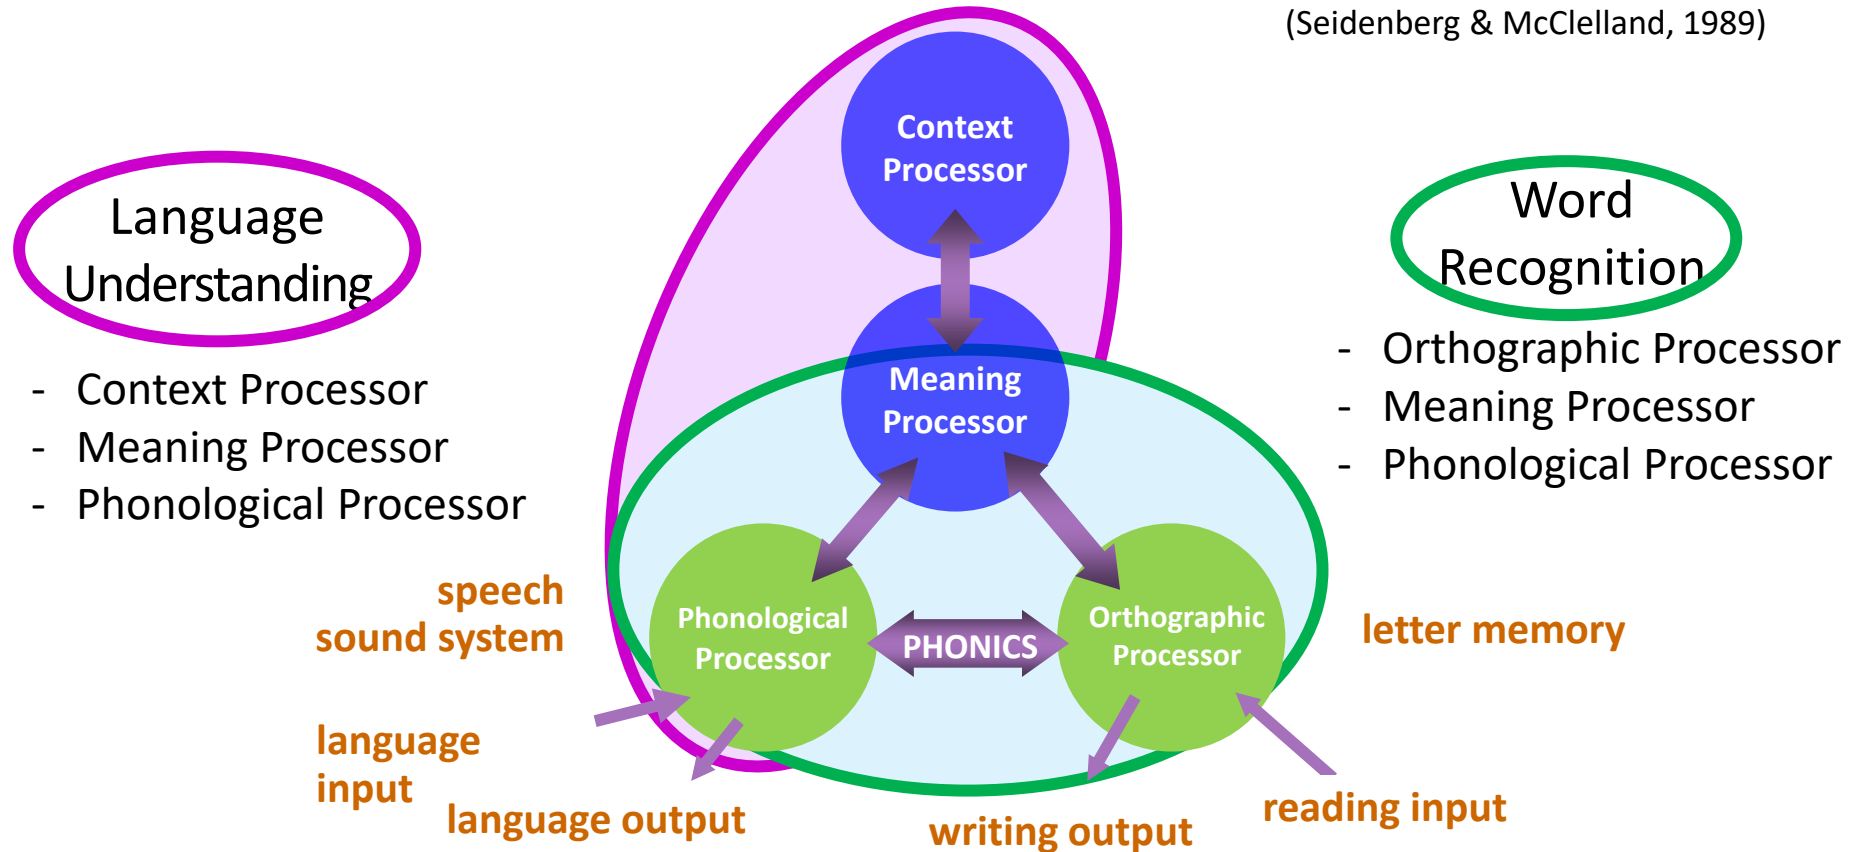 (Seidenberg & McClelland, 1989)
Context
Processor
Language
Understanding
- Context Processor
- Meaning Processor
- Phonological Processor
Word
Recognition
- Orthographic Processor
- Meaning Processor
- Phonological Processor
Meaning
Processor
speech
sound system
Phonological
Processor
PHONICS
Orthographic
Processor
letter memory
language
input
language output
writing output
reading input